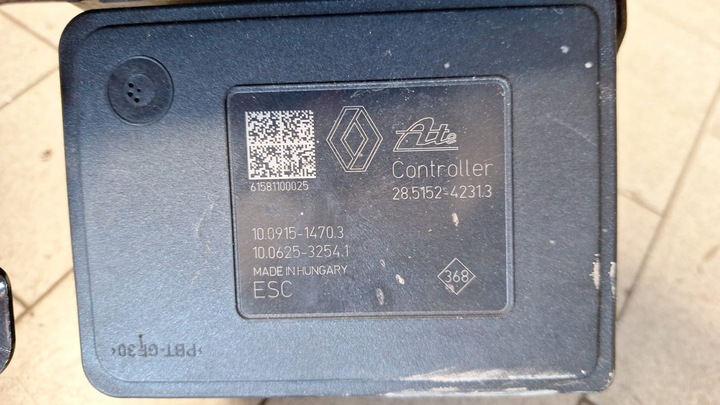 Ate
Controller
61581100025
28.5152-4231.3
10.0915-1470.3
10.0625-3254.1
MADE IN HUNGARY
ESC
368
>PBT-GF30<